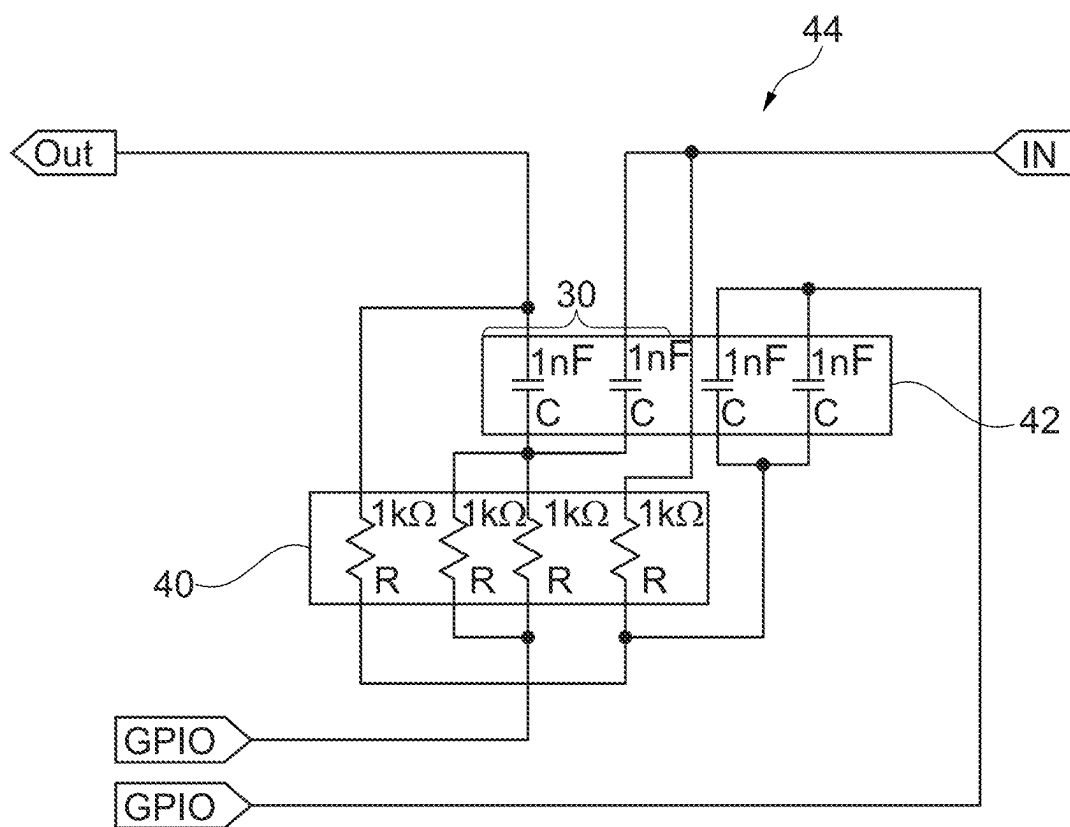 44
Out
IN
30
1nF 1nF 1nF 1nF
C C C C
42
1kΩ 1kΩ 1kΩ 1kΩ
R R R R
40
GPIO
GPIO